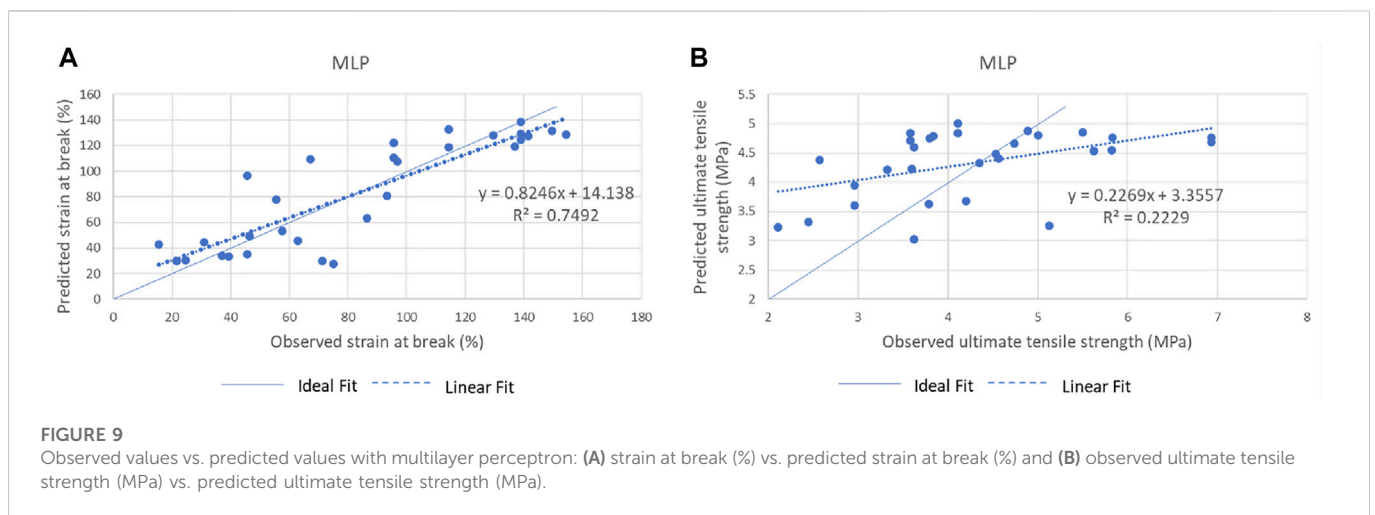 A
MLP
Predicted strain at break (%)
160
140
120
100
80
60
40
20
0
y = 0.8246x + 14.138
R² = 0.7492
0 20 40 60 80 100 120 140 160 180
Observed strain at break (%)
Ideal Fit Linear Fit
B
MLP
Predicted ultimate tensile
strength (MPa)
5.5
5
4.5
4
3.5
3
2.5
2
y = 0.2269x + 3.3557
R² = 0.2229
2 3 4 5 6 7 8
Observed ultimate tensile strength (MPa)
Ideal Fit Linear Fit
FIGURE 9
Observed values vs. predicted values with multilayer perceptron: (A) strain at break (%) vs. predicted strain at break (%) and (B) observed ultimate tensile
strength (MPa) vs. predicted ultimate tensile strength (MPa).